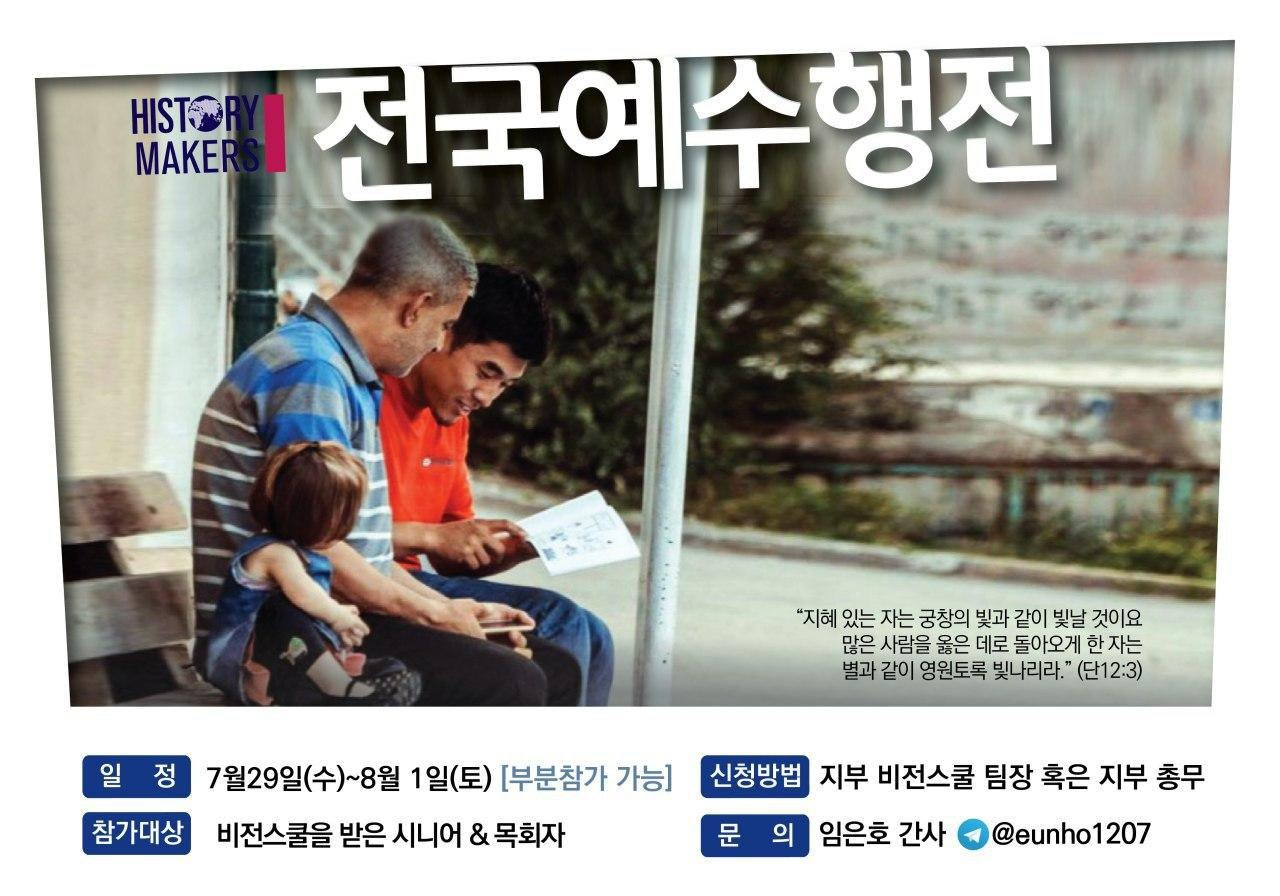 HISTORY
MAKERS
전국예수행전
“지혜 있는 자는 궁창의 빛과 같이 빛날 것이요
많은 사람을 옳은 데로 돌아오게 한 자는
별과 같이 영원토록 빛나리라.” (단12:3)
일 정 7월29일(수)~8월 1일(토) [부분참가 가능]
참가대상 비전스쿨을 받은 시니어 & 목회자
신청방법 지부 비전스쿨 팀장 혹은 지부 총무
문 의 임은호 간사 @eunho1207